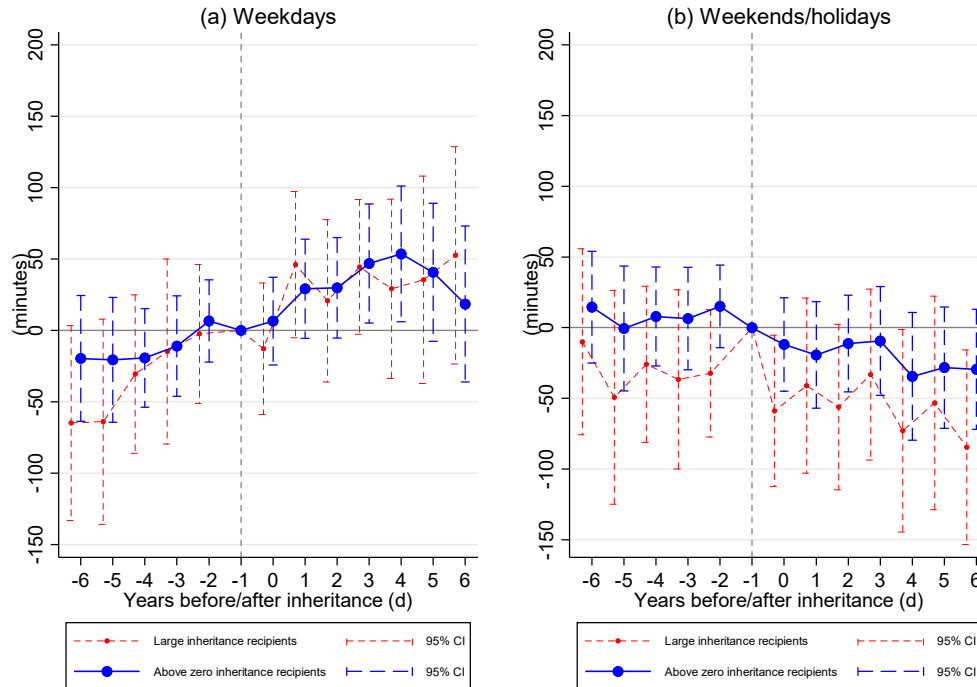 (a) Weekdays
(minutes)
200
150
100
50
0
-50
-100
-150
-6 -5 -4 -3 -2 -1 0 1 2 3 4 5 6
Years before/after inheritance (d)
Large inheritance recipients 95% CI
Above zero inheritance recipients 95% CI
(b) Weekends/holidays
(minutes)
200
150
100
50
0
-50
-100
-150
-6 -5 -4 -3 -2 -1 0 1 2 3 4 5 6
Years before/after inheritance (d)
Large inheritance recipients 95% CI
Above zero inheritance recipients 95% CI